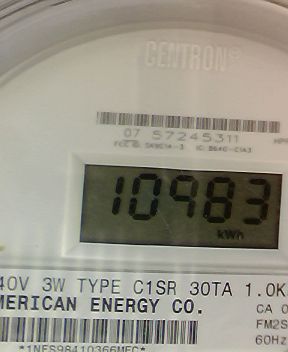 CENTRON®
07 57245311
10983
kWh
40V 3W TYPE C1SR 30TA 1.0K
MERICAN ENERGY CO.
CA 0
FM2S
60Hz
*1NFS98410366MFC*